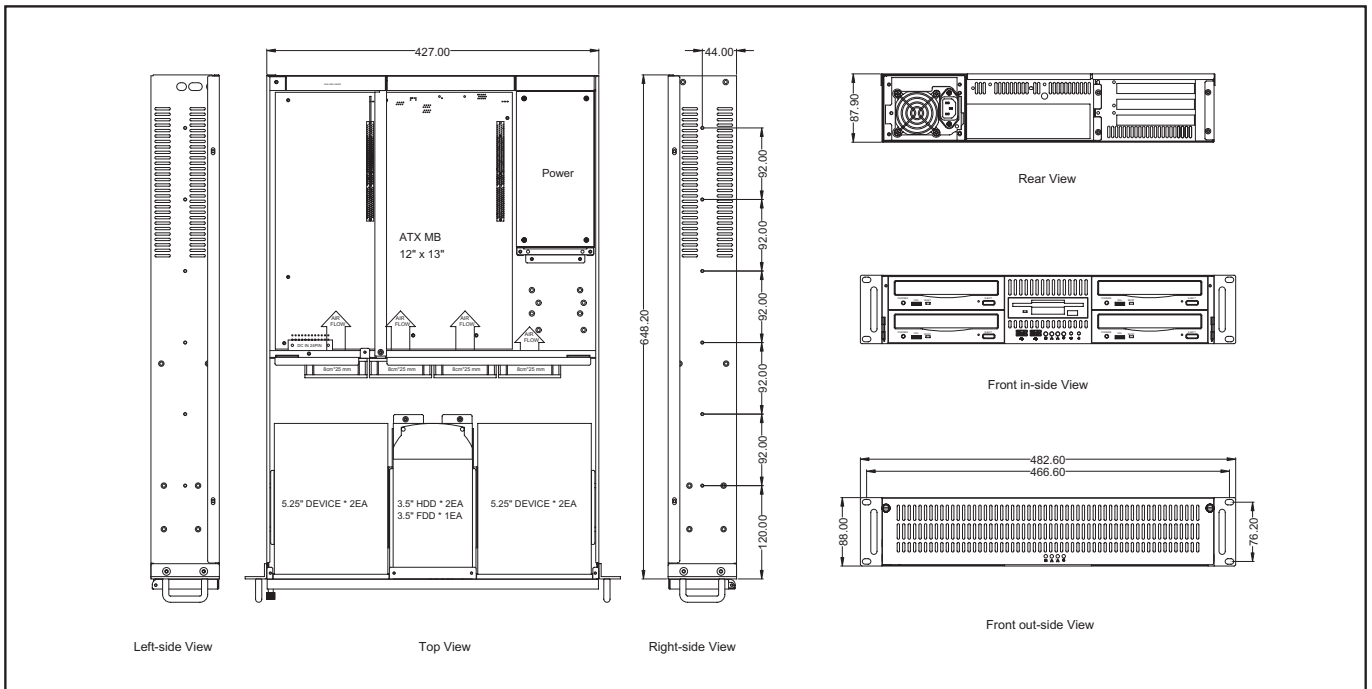 427.00
Power
ATX MB
12" x 13"
AIR
FLOW
AIR
FLOW
AIR
FLOW
AIR
FLOW
DC IN 24PIN
8cm*25 mm
8cm*25 mm
8cm*25 mm
8cm*25 mm
5.25" DEVICE * 2EA
3.5" HDD * 2EA
3.5" FDD * 1EA
5.25" DEVICE * 2EA
Left-side View
Top View
44.00
648.20
92.00
92.00
92.00
92.00
92.00
120.00
Right-side View
87.90
Rear View
Front in-side View
482.60
466.60
88.00
76.20
Front out-side View